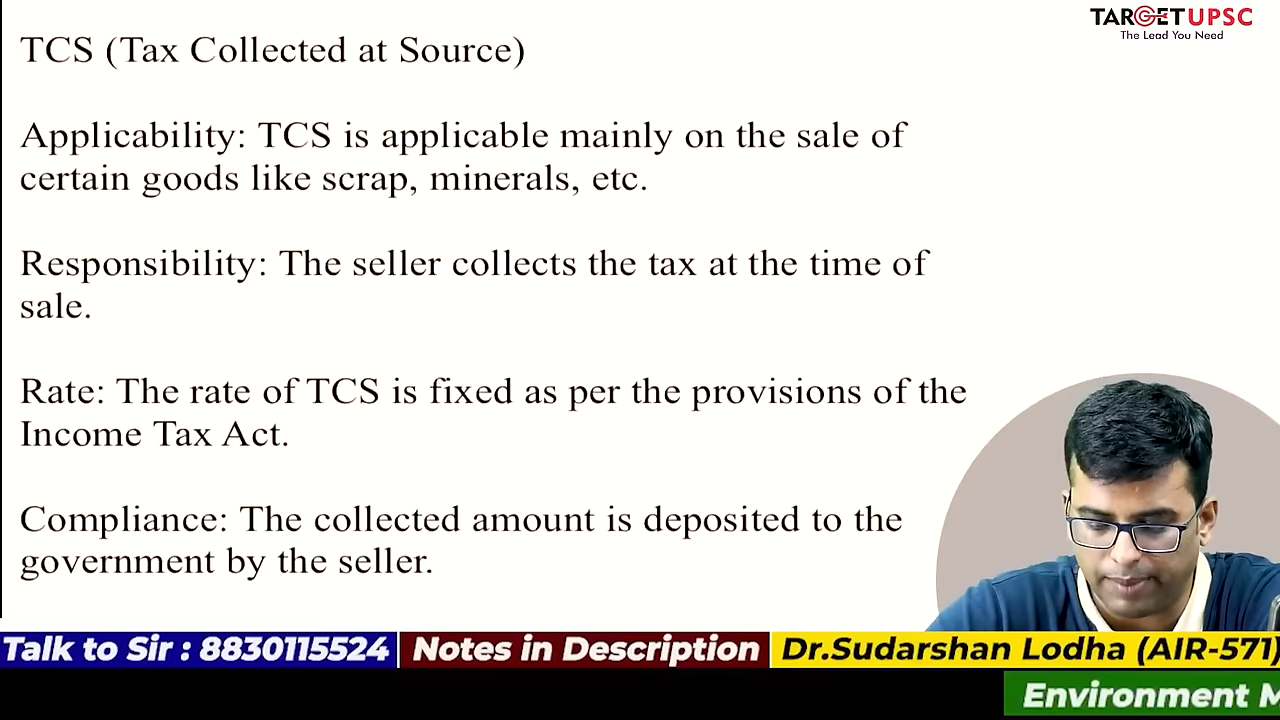 TARGETUPSC
The Lead You Need
TCS (Tax Collected at Source)
Applicability: TCS is applicable mainly on the sale of
certain goods like scrap, minerals, etc.
Responsibility: The seller collects the tax at the time of
sale.
Rate: The rate of TCS is fixed as per the provisions of the
Income Tax Act.
Compliance: The collected amount is deposited to the
government by the seller.
Talk to Sir : 8830115524 Notes in Description Dr.Sudarshan Lodha (AIR-571)
Environment M